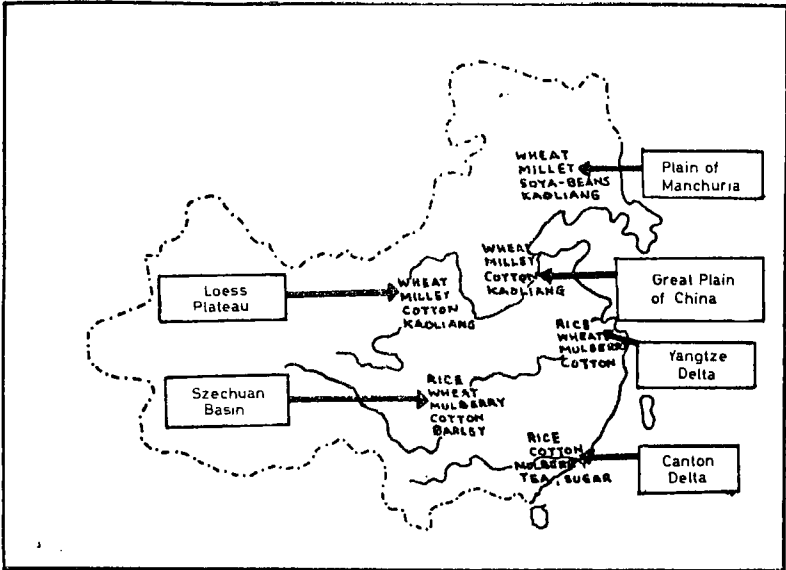 WHEAT
MILLET
SOYA-BEANS
KAOLIANG
Plain of
Manchuria
WHEAT
MILLET
COTTON
KAOLIANG
Great Plain
of China
Loess
Plateau
WHEAT
MILLET
COTTON
KAOLIANG
RICE
WHEAT
MULBERRY
COTTON
Yangtze
Delta
Szechuan
Basin
RICE
WHEAT
MULBERRY
COTTON
BARLEY
RICE
COTTON
MULBERRY
TEA, SUGAR
Canton
Delta